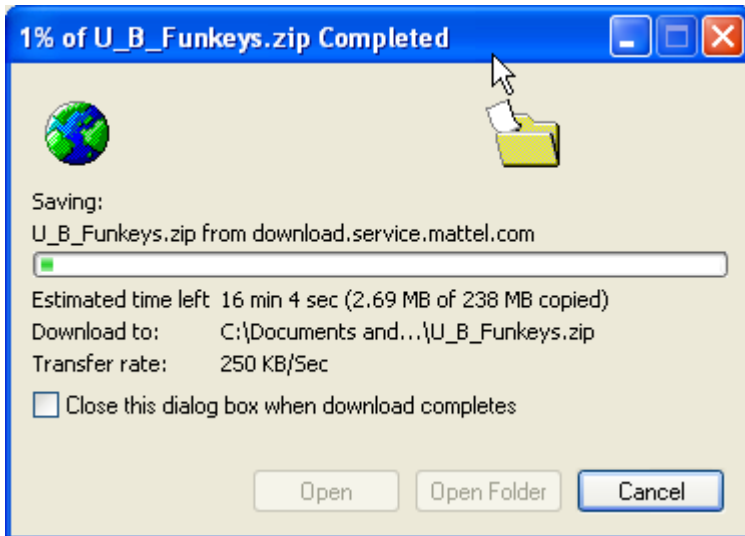 1% of U_B_Funkeys.zip Completed
Saving:
U_B_Funkeys.zip from download.service.mattel.com
Estimated time left 16 min 4 sec (2.69 MB of 238 MB copied)
Download to: C:\Documents and...\U_B_Funkeys.zip
Transfer rate: 250 KB/Sec
Close this dialog box when download completes
Open Open Folder Cancel